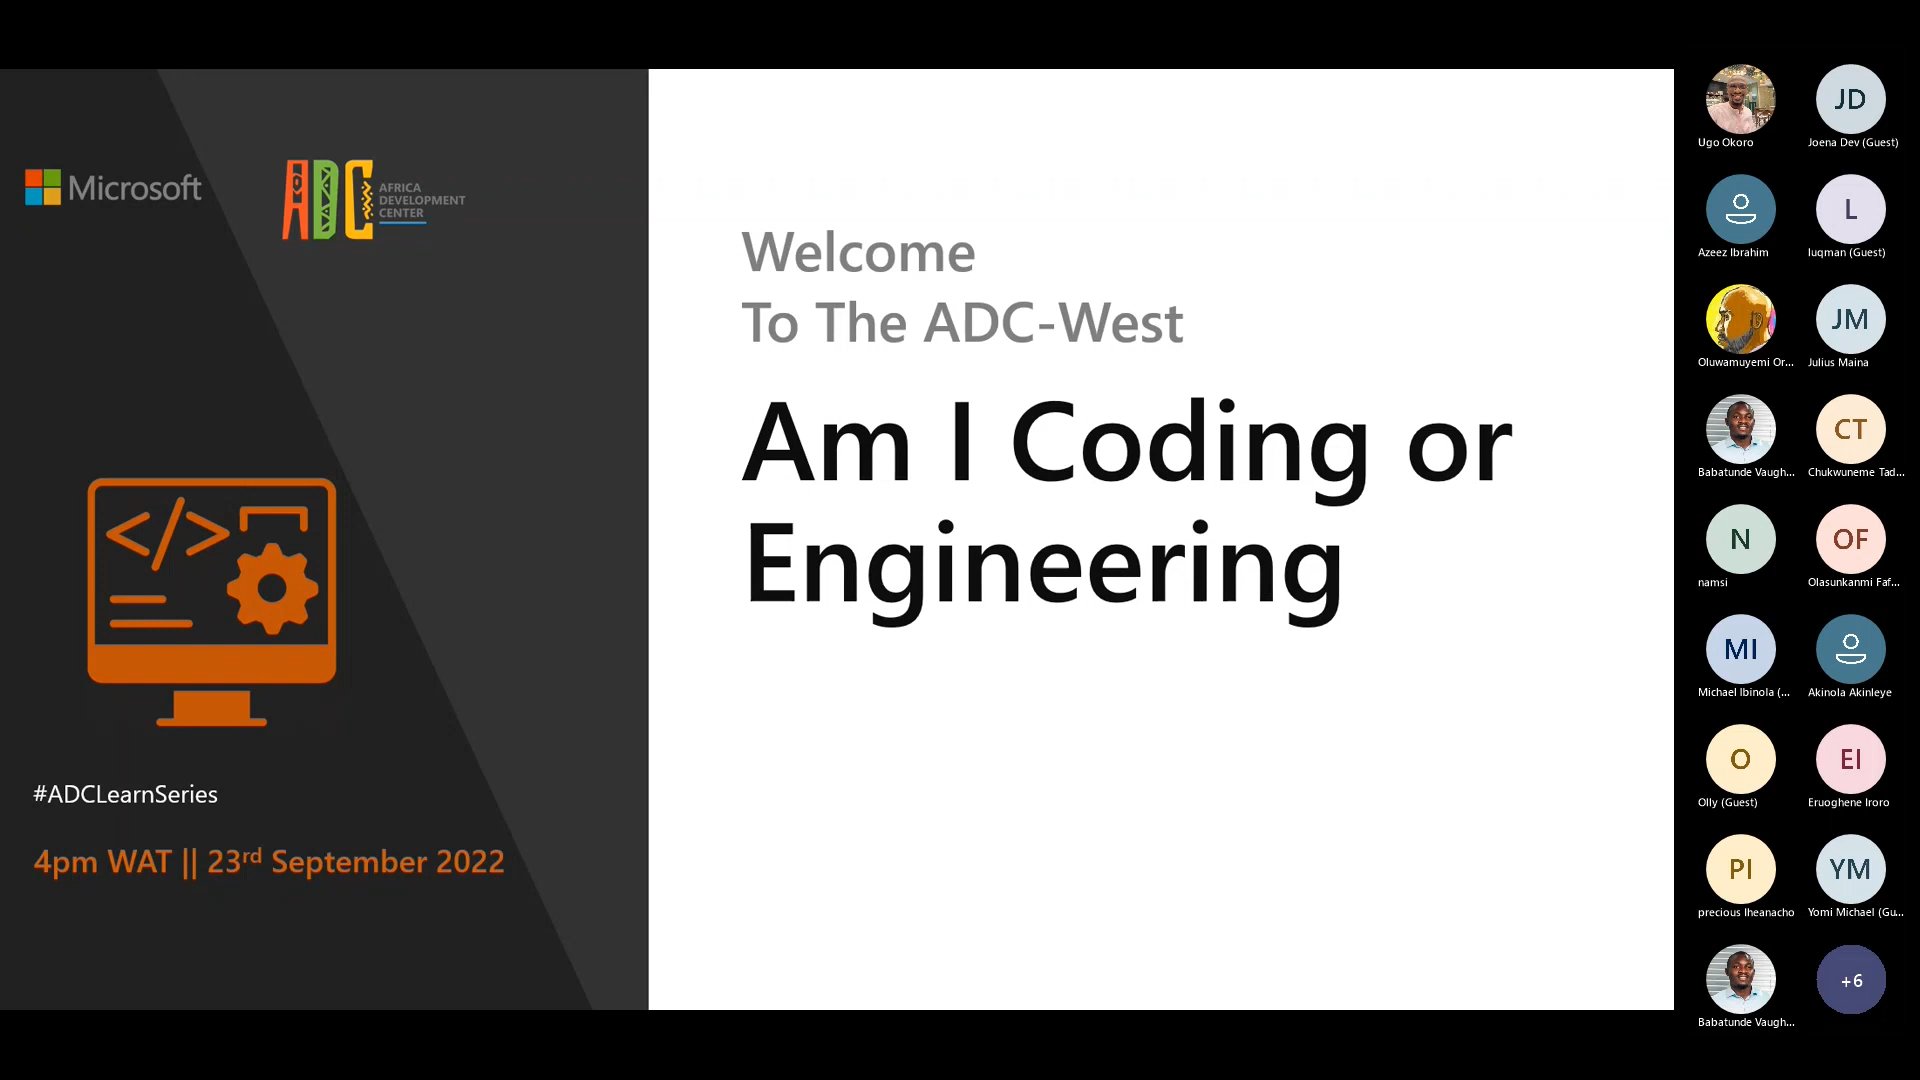 Microsoft
ADC
AFRICA
DEVELOPMENT
CENTER
#ADCLearnSeries
4pm WAT || 23rd September 2022
Welcome
To The ADC-West
Am I Coding or
Engineering
Ugo Okoro
JD
Joena Dev (Guest)
Azeez Ibrahim
L
luqman (Guest)
Oluwamuyemi Or...
JM
Julius Maina
Babatunde Vaugh...
CT
Chukwuneme Tad...
N
namsi
OF
Olasunkanmi Faf...
MI
Michael Ibinola (...
Akinola Akinleye
O
Olly (Guest)
EI
Eruoghene Iroro
PI
precious Iheanacho
YM
Yomi Michael (Gu...
Babatunde Vaugh...
+6